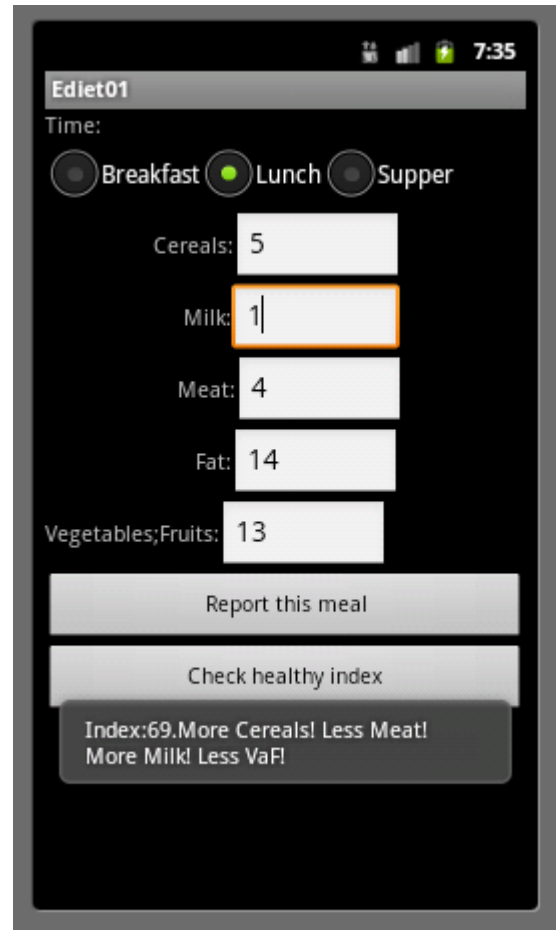 7:35
Ediet01
Time:
Breakfast Lunch Supper
Cereals: 5
Milk: 1
Meat: 4
Fat: 14
Vegetables;Fruits: 13
Report this meal
Check healthy index
Index:69.More Cereals! Less Meat!
More Milk! Less VaF!